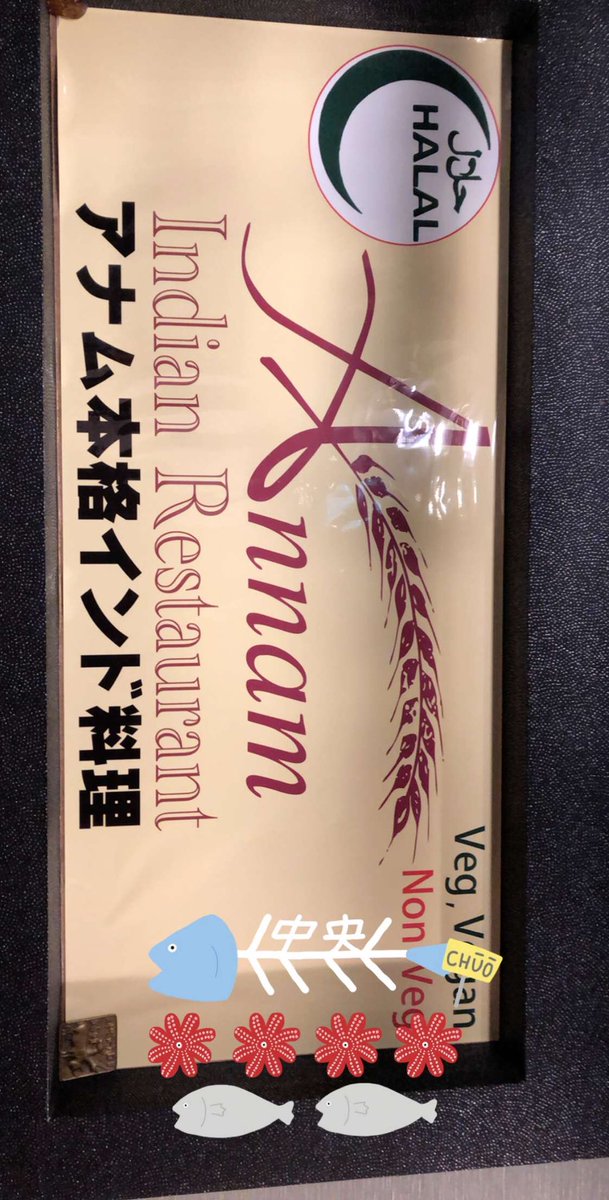 حلال
HALAL
Veg, Vegan
Non Veg
Annam
Indian Restaurant
アナム本格インド料理
中央
CHŪŌ